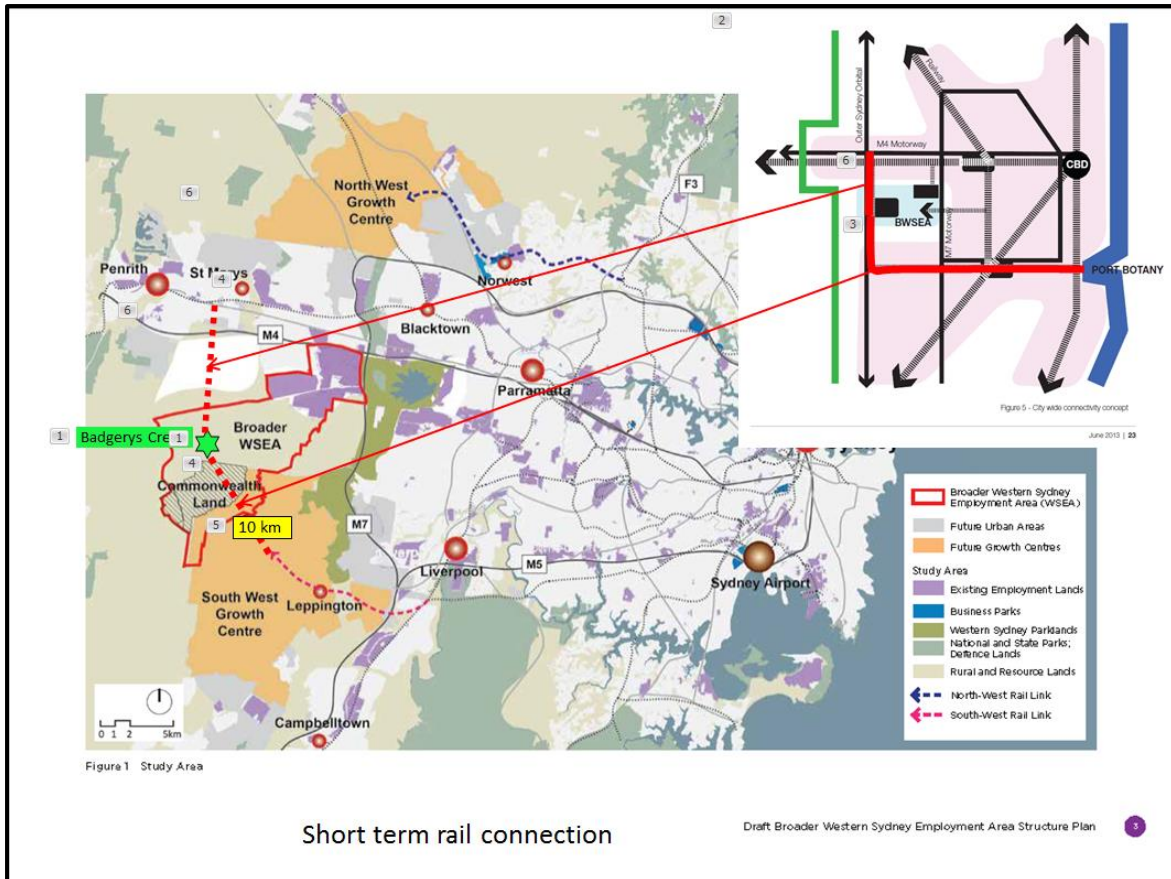 2
Outer Sydney Orbital
Railway
M4 Motorway
6
CBD
3
BWSEA
M7 Motorway
PORT BOTANY
Figure 5 - City wide connectivity concept
June 2013 | 23
6
North West
Growth
Centre
F3
Penrith
4
6
Norwest
Blacktown
M4
Parramatta
1
Badgerys Cre
1
Broader
WSEA
4
Commonwealth
Land
5
10 km
M7
Liverpool
M5
Sydney Airport
South West
Growth
Centre
Leppington
Campbelltown
0 1 2 5km
Broader Western Sydney
Employment Area (WSEA)
Future Urban Areas
Future Growth Centres
Study Area
Existing Employment Lands
Business Parks
Western Sydney Parklands
National and State Parks;
Defence Lands
Rural and Resource Lands
North-West Rail Link
South-West Rail Link
Figure 1 Study Area
Short term rail connection
Draft Broader Western Sydney Employment Area Structure Plan
3